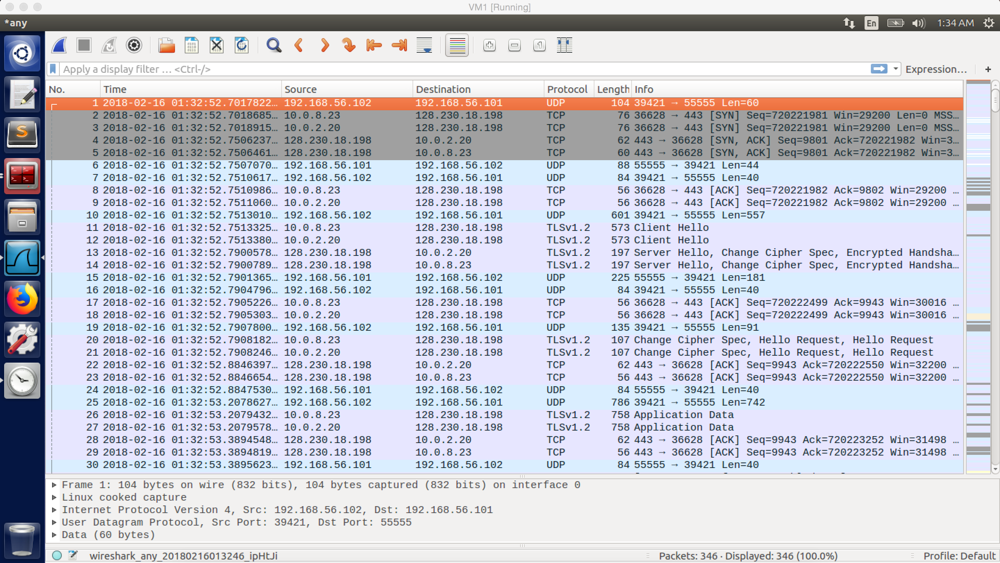 VM1 [Running]
*any
En
1:34 AM
Apply a display filter … <Ctrl-/>
Expression…
+
No. Time Source Destination Protocol Length Info
1 2018-02-16 01:32:52.7017822… 192.168.56.102 192.168.56.101 UDP 104 39421 → 55555 Len=60
2 2018-02-16 01:32:52.7018685… 10.0.8.23 128.230.18.198 TCP 76 36628 → 443 [SYN] Seq=720221981 Win=29200 Len=0 MSS…
3 2018-02-16 01:32:52.7018915… 10.0.2.20 128.230.18.198 TCP 76 36628 → 443 [SYN] Seq=720221981 Win=29200 Len=0 MSS…
4 2018-02-16 01:32:52.7506237… 128.230.18.198 10.0.2.20 TCP 62 443 → 36628 [SYN, ACK] Seq=9801 Ack=720221982 Win=3…
5 2018-02-16 01:32:52.7506461… 128.230.18.198 10.0.8.23 TCP 60 443 → 36628 [SYN, ACK] Seq=9801 Ack=720221982 Win=3…
6 2018-02-16 01:32:52.7507070… 192.168.56.101 192.168.56.102 UDP 88 55555 → 39421 Len=44
7 2018-02-16 01:32:52.7510617… 192.168.56.102 192.168.56.101 UDP 84 39421 → 55555 Len=40
8 2018-02-16 01:32:52.7510986… 10.0.8.23 128.230.18.198 TCP 56 36628 → 443 [ACK] Seq=720221982 Ack=9802 Win=29200 …
9 2018-02-16 01:32:52.7511060… 10.0.2.20 128.230.18.198 TCP 56 36628 → 443 [ACK] Seq=720221982 Ack=9802 Win=29200 …
10 2018-02-16 01:32:52.7513010… 192.168.56.102 192.168.56.101 UDP 601 39421 → 55555 Len=557
11 2018-02-16 01:32:52.7513325… 10.0.8.23 128.230.18.198 TLSv1.2 573 Client Hello
12 2018-02-16 01:32:52.7513380… 10.0.2.20 128.230.18.198 TLSv1.2 573 Client Hello
13 2018-02-16 01:32:52.7900578… 128.230.18.198 10.0.2.20 TLSv1.2 197 Server Hello, Change Cipher Spec, Encrypted Handsha…
14 2018-02-16 01:32:52.7900789… 128.230.18.198 10.0.8.23 TLSv1.2 197 Server Hello, Change Cipher Spec, Encrypted Handsha…
15 2018-02-16 01:32:52.7901365… 192.168.56.101 192.168.56.102 UDP 225 55555 → 39421 Len=181
16 2018-02-16 01:32:52.7904796… 192.168.56.102 192.168.56.101 UDP 84 39421 → 55555 Len=40
17 2018-02-16 01:32:52.7905226… 10.0.8.23 128.230.18.198 TCP 56 36628 → 443 [ACK] Seq=720222499 Ack=9943 Win=30016 …
18 2018-02-16 01:32:52.7905303… 10.0.2.20 128.230.18.198 TCP 56 36628 → 443 [ACK] Seq=720222499 Ack=9943 Win=30016 …
19 2018-02-16 01:32:52.7907800… 192.168.56.102 192.168.56.101 UDP 135 39421 → 55555 Len=91
20 2018-02-16 01:32:52.7908182… 10.0.8.23 128.230.18.198 TLSv1.2 107 Change Cipher Spec, Hello Request, Hello Request
21 2018-02-16 01:32:52.7908246… 10.0.2.20 128.230.18.198 TLSv1.2 107 Change Cipher Spec, Hello Request, Hello Request
22 2018-02-16 01:32:52.8846397… 128.230.18.198 10.0.2.20 TCP 62 443 → 36628 [ACK] Seq=9943 Ack=720222550 Win=32200 …
23 2018-02-16 01:32:52.8846654… 128.230.18.198 10.0.8.23 TCP 56 443 → 36628 [ACK] Seq=9943 Ack=720222550 Win=32200 …
24 2018-02-16 01:32:52.8847530… 192.168.56.101 192.168.56.102 UDP 84 55555 → 39421 Len=40
25 2018-02-16 01:32:53.2078627… 192.168.56.102 192.168.56.101 UDP 786 39421 → 55555 Len=742
26 2018-02-16 01:32:53.2079432… 10.0.8.23 128.230.18.198 TLSv1.2 758 Application Data
27 2018-02-16 01:32:53.2079578… 10.0.2.20 128.230.18.198 TLSv1.2 758 Application Data
28 2018-02-16 01:32:53.3894548… 128.230.18.198 10.0.2.20 TCP 62 443 → 36628 [ACK] Seq=9943 Ack=720223252 Win=31498 …
29 2018-02-16 01:32:53.3894819… 128.230.18.198 10.0.8.23 TCP 56 443 → 36628 [ACK] Seq=9943 Ack=720223252 Win=31498 …
30 2018-02-16 01:32:53.3895623… 192.168.56.101 192.168.56.102 UDP 84 55555 → 39421 Len=40
Frame 1: 104 bytes on wire (832 bits), 104 bytes captured (832 bits) on interface 0
Linux cooked capture
Internet Protocol Version 4, Src: 192.168.56.102, Dst: 192.168.56.101
User Datagram Protocol, Src Port: 39421, Dst Port: 55555
Data (60 bytes)
wireshark_any_20180216013246_ipHtJi
Packets: 346 · Displayed: 346 (100.0%)
Profile: Default